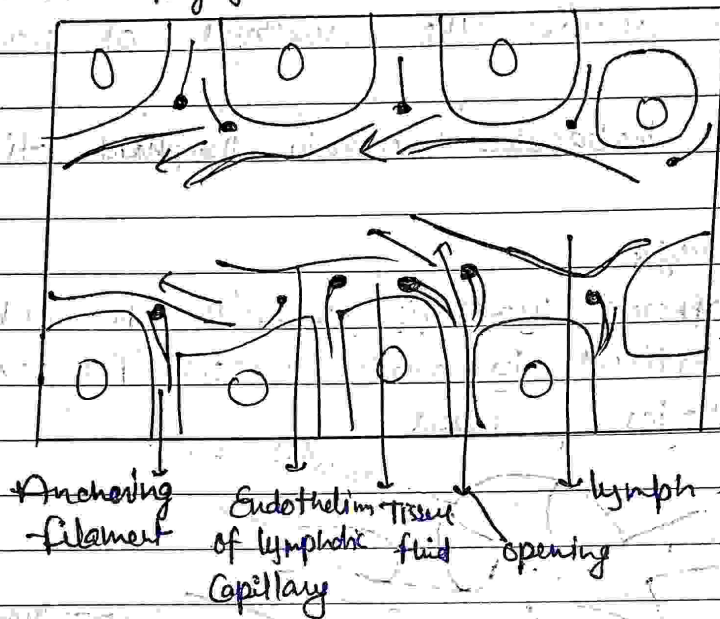 Anchoring
filament
Endothelim
of lymphatic
Capillary
Tissue
fluid
opening
lymph